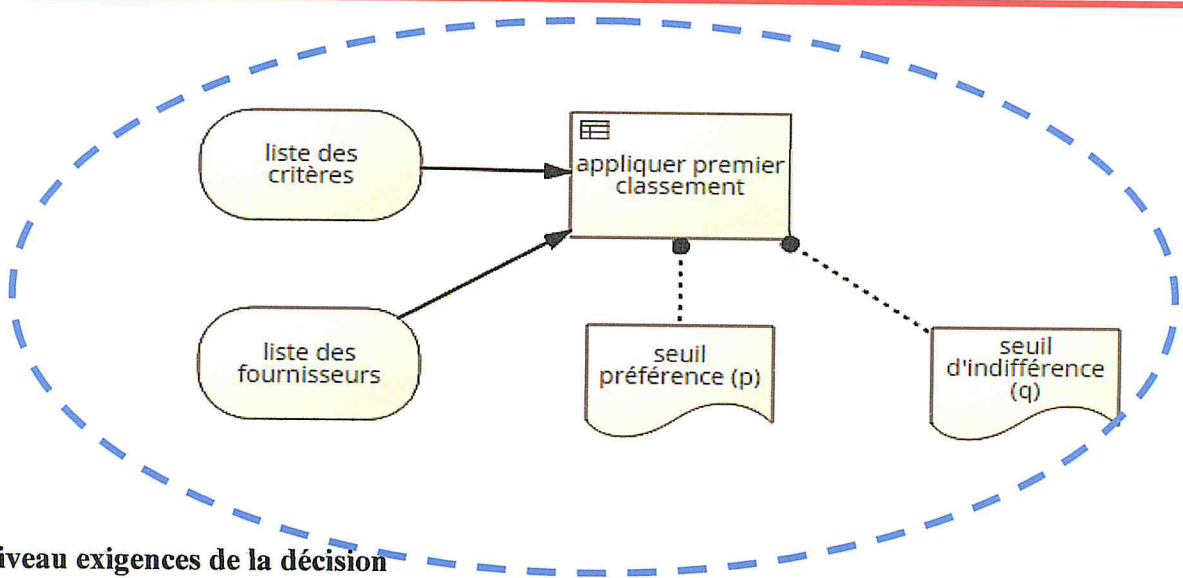 liste des
critères
appliquer premier
classement
liste des
fournisseurs
seuil
préférence (p)
seuil
d'indifférence
(q)
iveau exigences de la décision